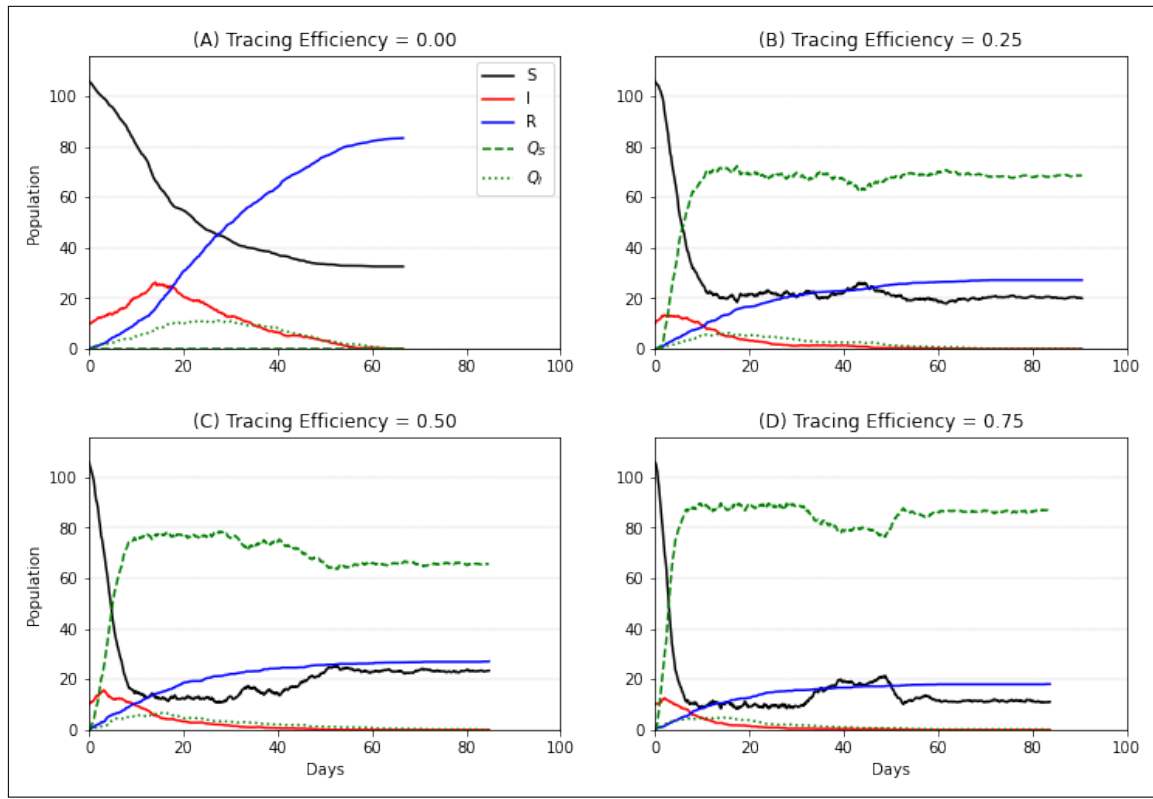 (A) Tracing Efficiency = 0.00
Population
100
80
60
40
20
0
0 20 40 60 80 100
S
I
R
Q_S
Q_I
(B) Tracing Efficiency = 0.25
100
80
60
40
20
0
0 20 40 60 80 100
(C) Tracing Efficiency = 0.50
Population
100
80
60
40
20
0
0 20 40 60 80 100
Days
(D) Tracing Efficiency = 0.75
100
80
60
40
20
0
0 20 40 60 80 100
Days